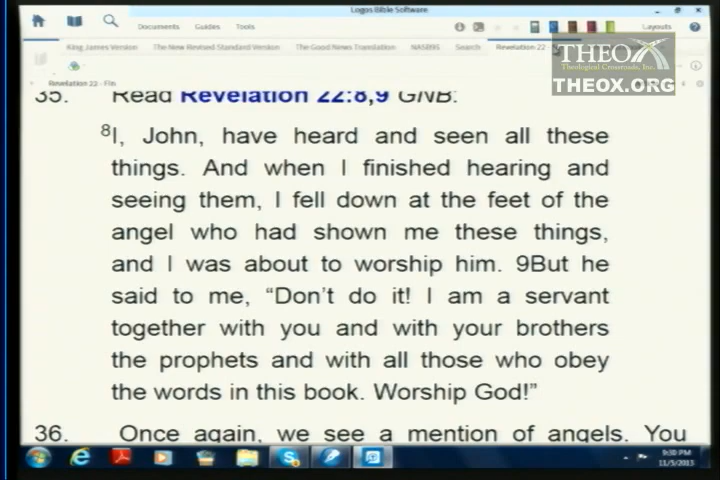 Logos Bible Software
Documents Guides Tools
Layouts
King James Version The New Revised Standard Version The Good News Translation NASB95 Search Revelation 22 -
Revelation 22 - Fin
THEOX
Theological Crossroads, Inc.
THEOX.ORG
35. Read Revelation 22:8,9 GNB:
8I, John, have heard and seen all these
things. And when I finished hearing and
seeing them, I fell down at the feet of the
angel who had shown me these things,
and I was about to worship him. 9But he
said to me, “Don’t do it! I am a servant
together with you and with your brothers
the prophets and with all those who obey
the words in this book. Worship God!”
36. Once again, we see a mention of angels. You
9:30 PM
11/5/2013